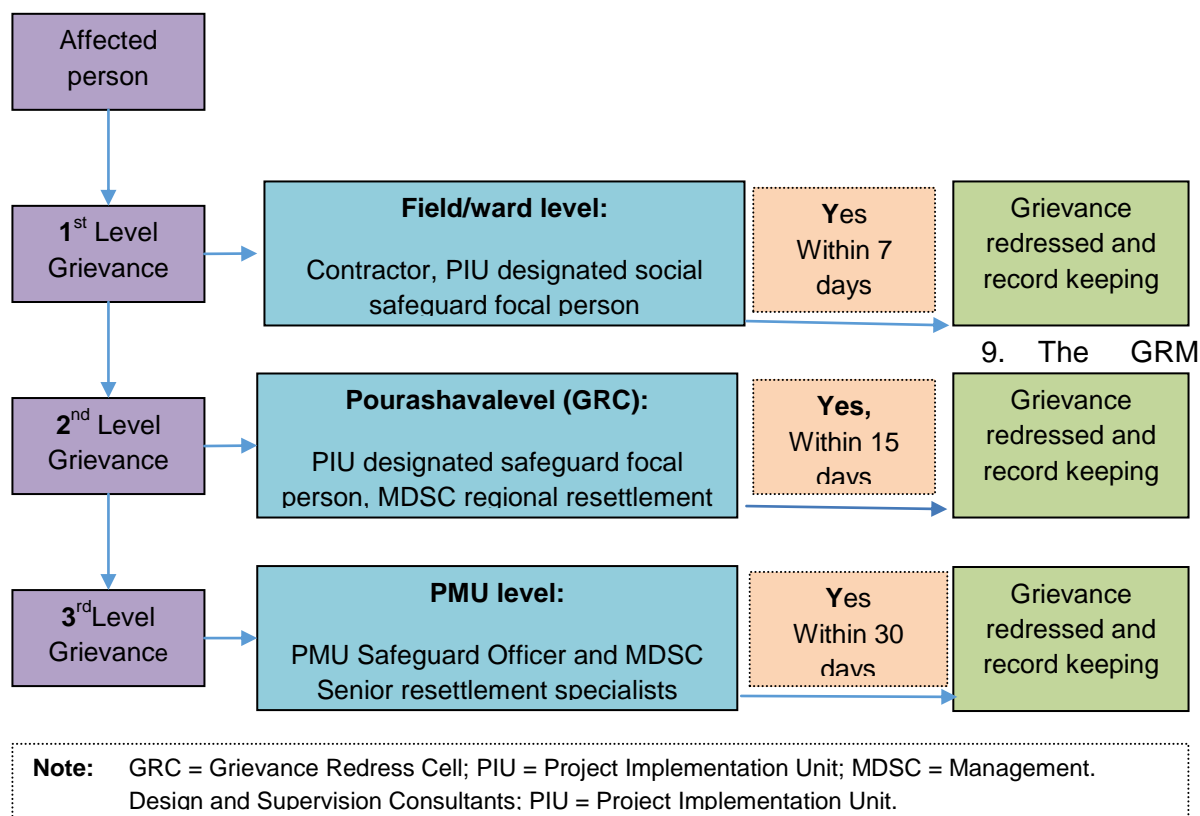 Affected
person
1st Level
Grievance
Field/ward level:
Contractor, PIU designated social
safeguard focal person
Yes
Within 7
days
Grievance
redressed and
record keeping
9. The GRM
2nd Level
Grievance
Pourashavalevel (GRC):
PIU designated safeguard focal
person, MDSC regional resettlement
Yes,
Within 15
days
Grievance
redressed and
record keeping
3rdLevel
Grievance
PMU level:
PMU Safeguard Officer and MDSC
Senior resettlement specialists
Yes
Within 30
days
Grievance
redressed and
record keeping
Note: GRC = Grievance Redress Cell; PIU = Project Implementation Unit; MDSC = Management.
Design and Supervision Consultants; PIU = Project Implementation Unit.